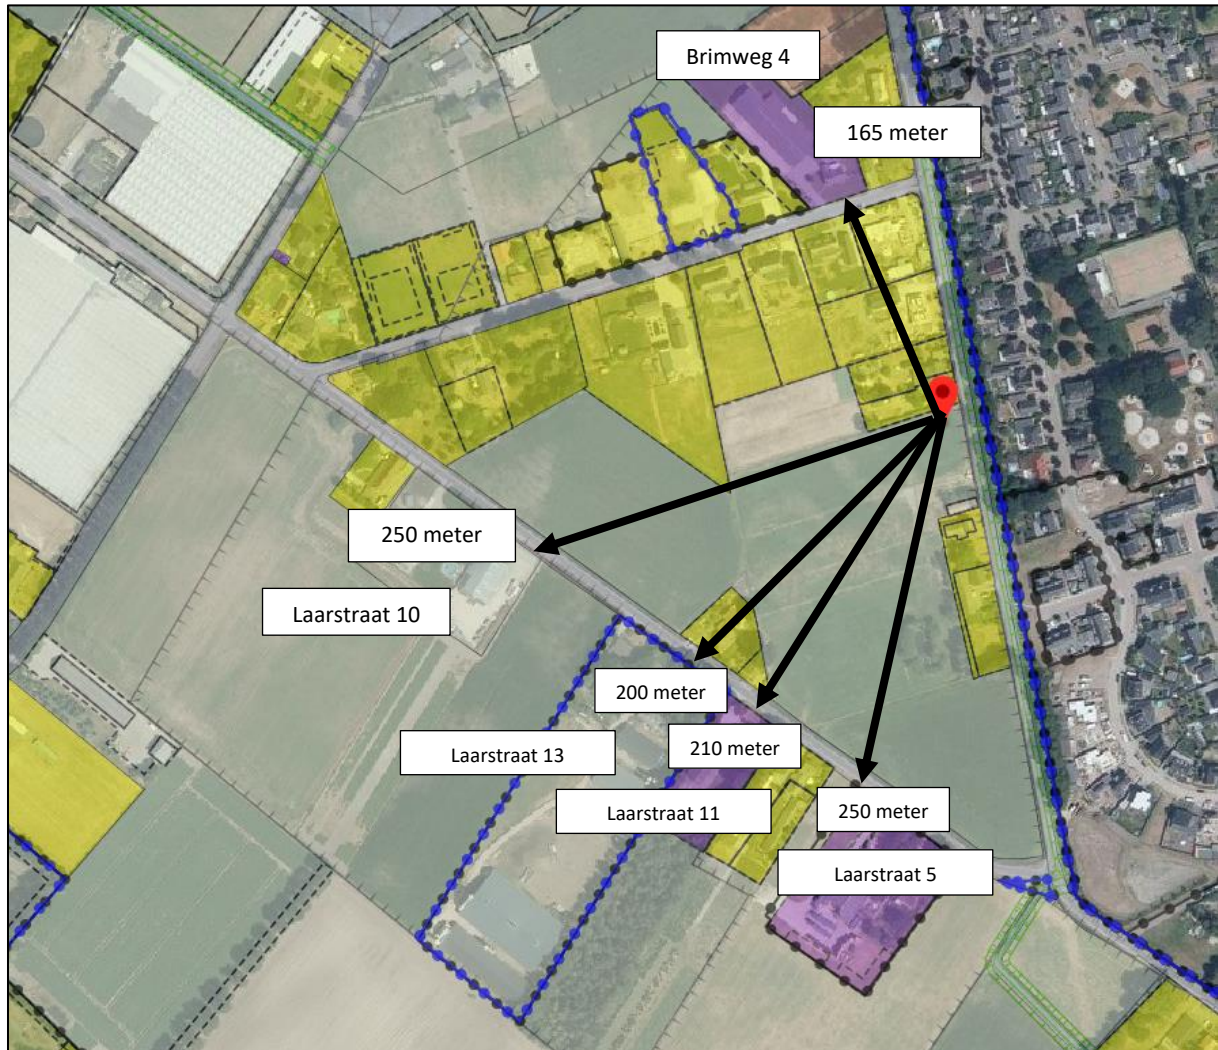 Brimweg 4
165 meter
250 meter
Laarstraat 10
200 meter
Laarstraat 13
210 meter
Laarstraat 11
250 meter
Laarstraat 5